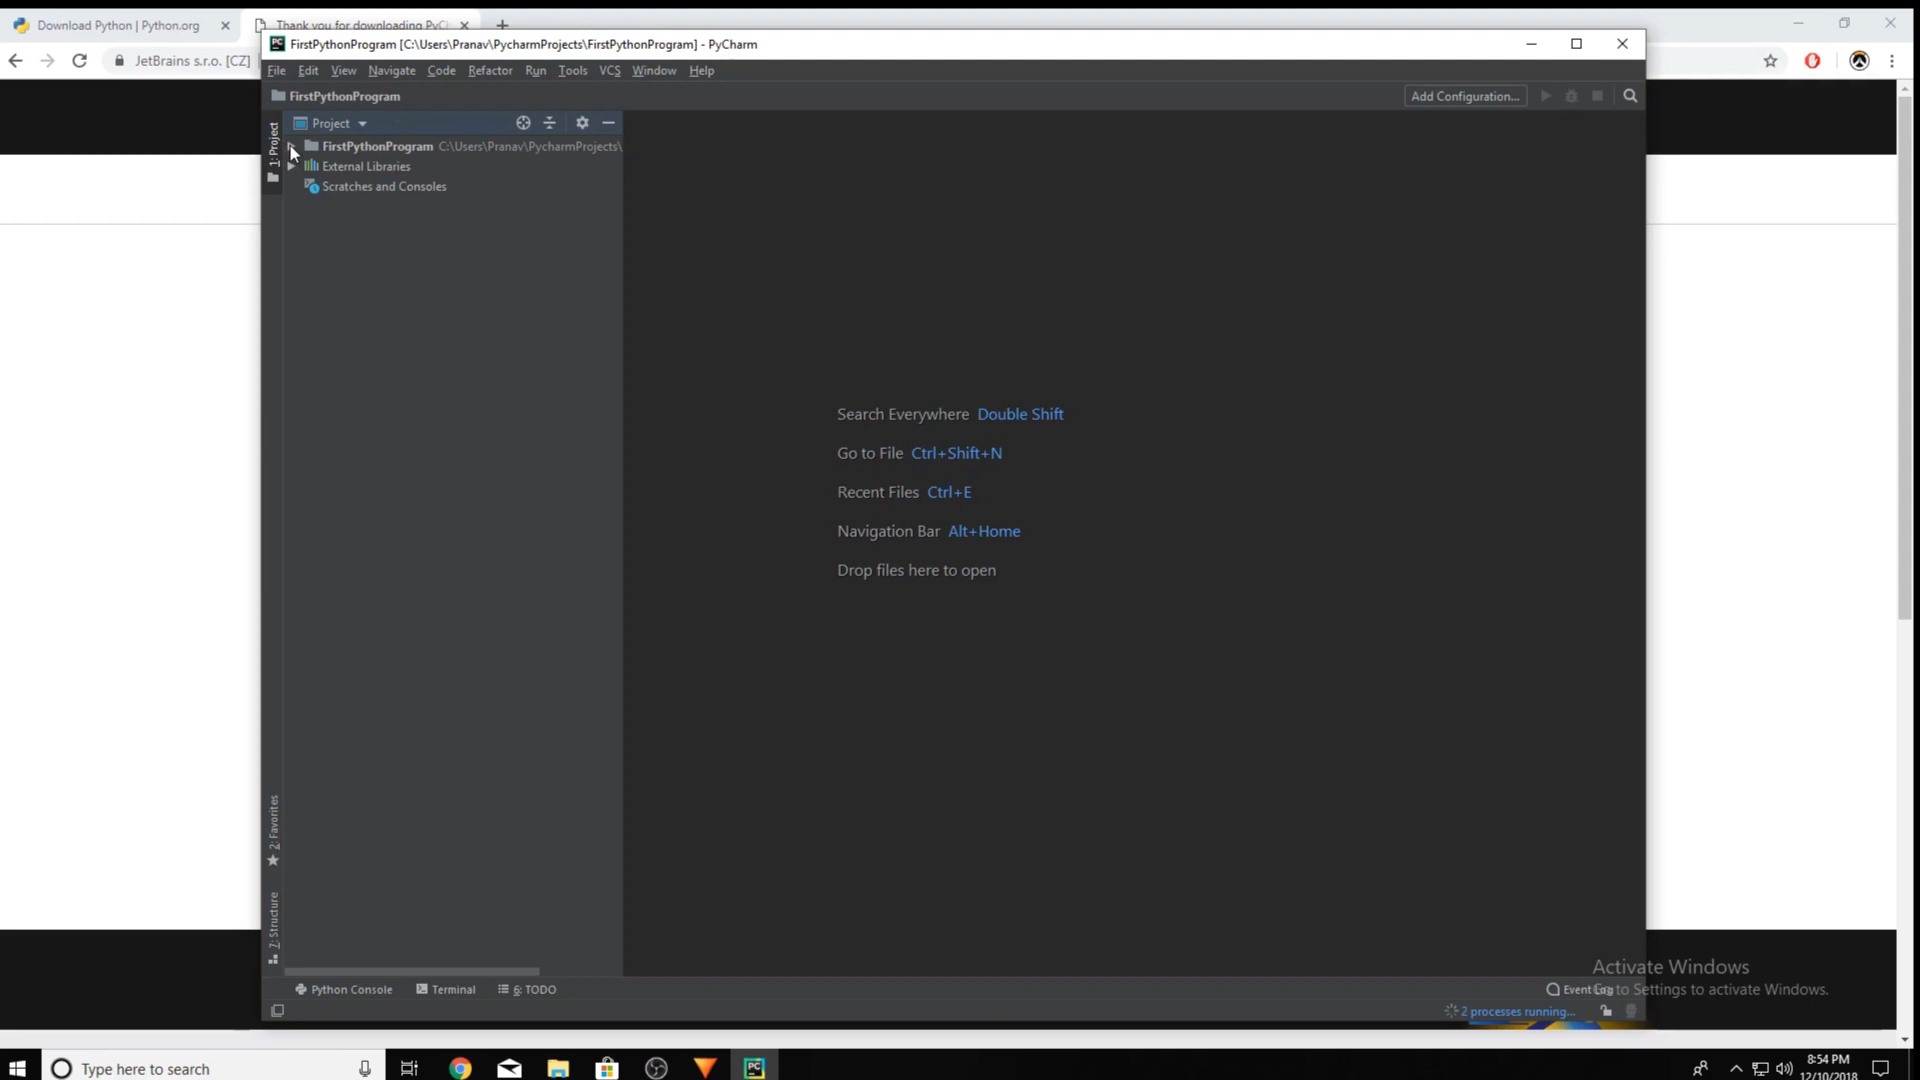 Download Python | Python.org
Thank you for downloading PyCh
JetBrains s.r.o. [CZ]
FirstPythonProgram [C:\Users\Pranav\PycharmProjects\FirstPythonProgram] - PyCharm
File Edit View Navigate Code Refactor Run Tools VCS Window Help
FirstPythonProgram
Add Configuration...
Project
1: Project
FirstPythonProgram C:\Users\Pranav\PycharmProjects\
External Libraries
Scratches and Consoles
Search Everywhere Double Shift
Go to File Ctrl+Shift+N
Recent Files Ctrl+E
Navigation Bar Alt+Home
Drop files here to open
2: Favorites
7: Structure
Activate Windows
Go to Settings to activate Windows.
Python Console Terminal 6: TODO
Event Log
2 processes running...
Type here to search
8:54 PM
12/10/2018